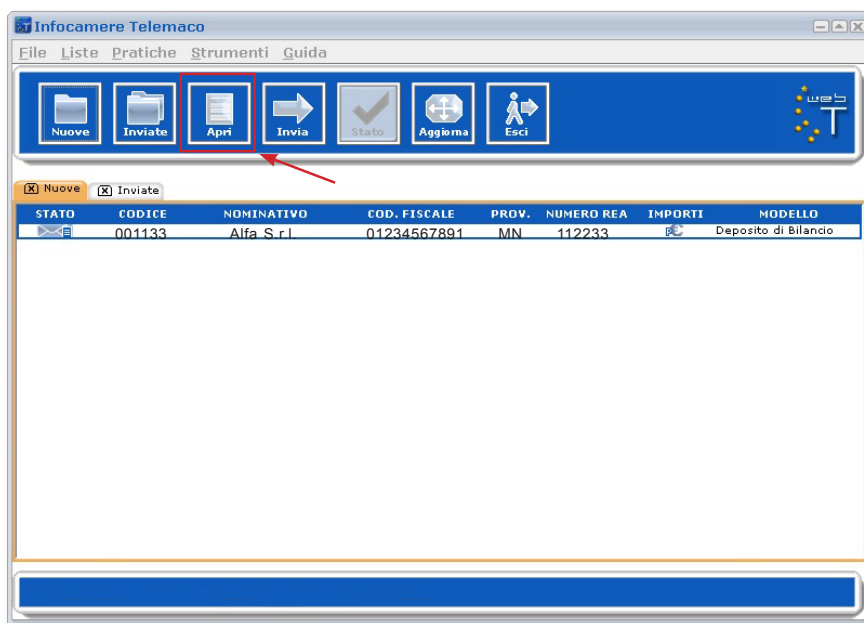 Infocamere Telemaco
File Liste Pratiche Strumenti Guida
Nuove Inviate Apri Invia Stato Aggiorna Esci
web
T
Nuove Inviate
STATO CODICE NOMINATIVO COD. FISCALE PROV. NUMERO REA IMPORTI MODELLO
001133 Alfa S.r.l. 01234567891 MN 112233 Deposito di Bilancio